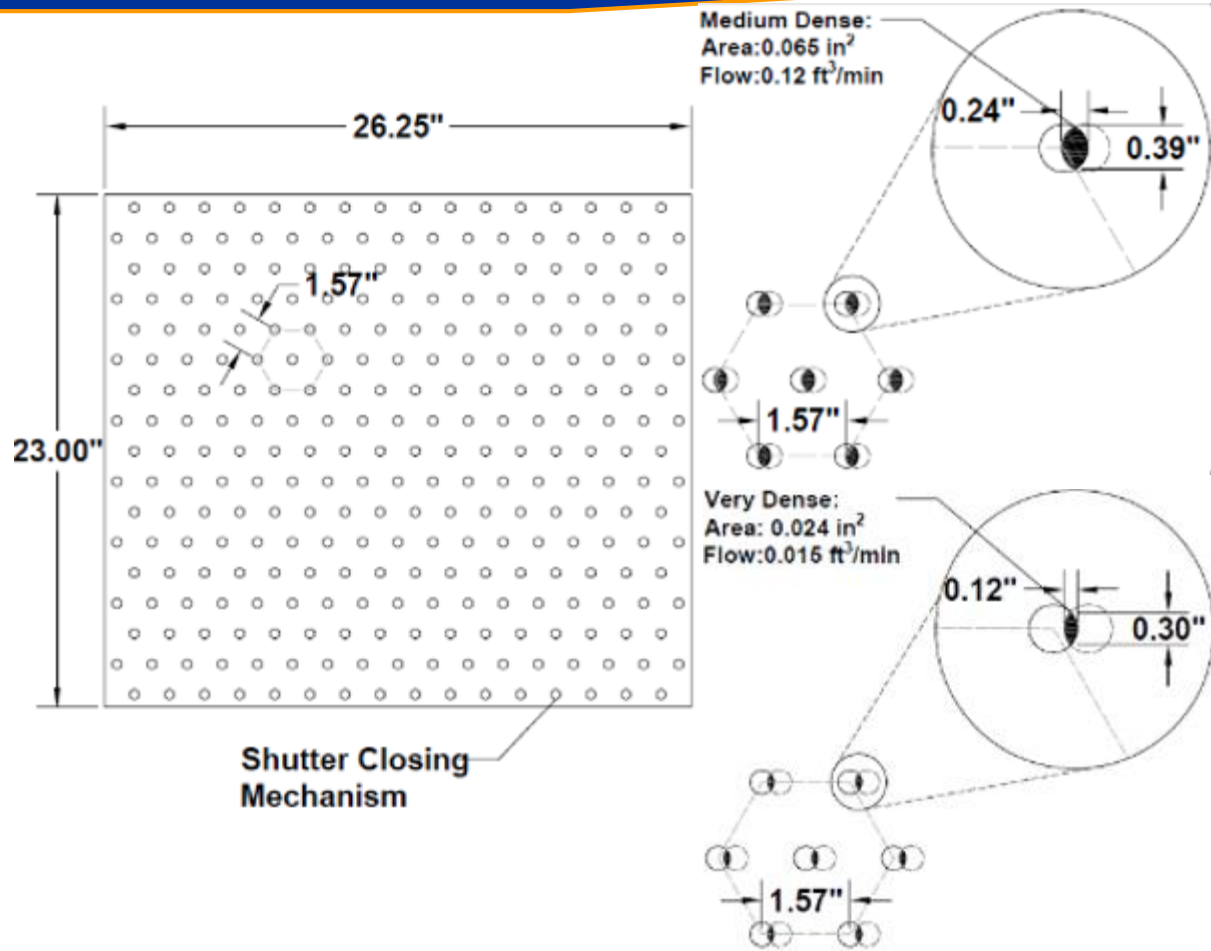 26.25"
23.00"
1.57"
Shutter Closing
Mechanism
Medium Dense:
Area:0.065 in²
Flow:0.12 ft³/min
0.24"
0.39"
1.57"
Very Dense:
Area: 0.024 in²
Flow:0.015 ft³/min
0.12"
0.30"
1.57"